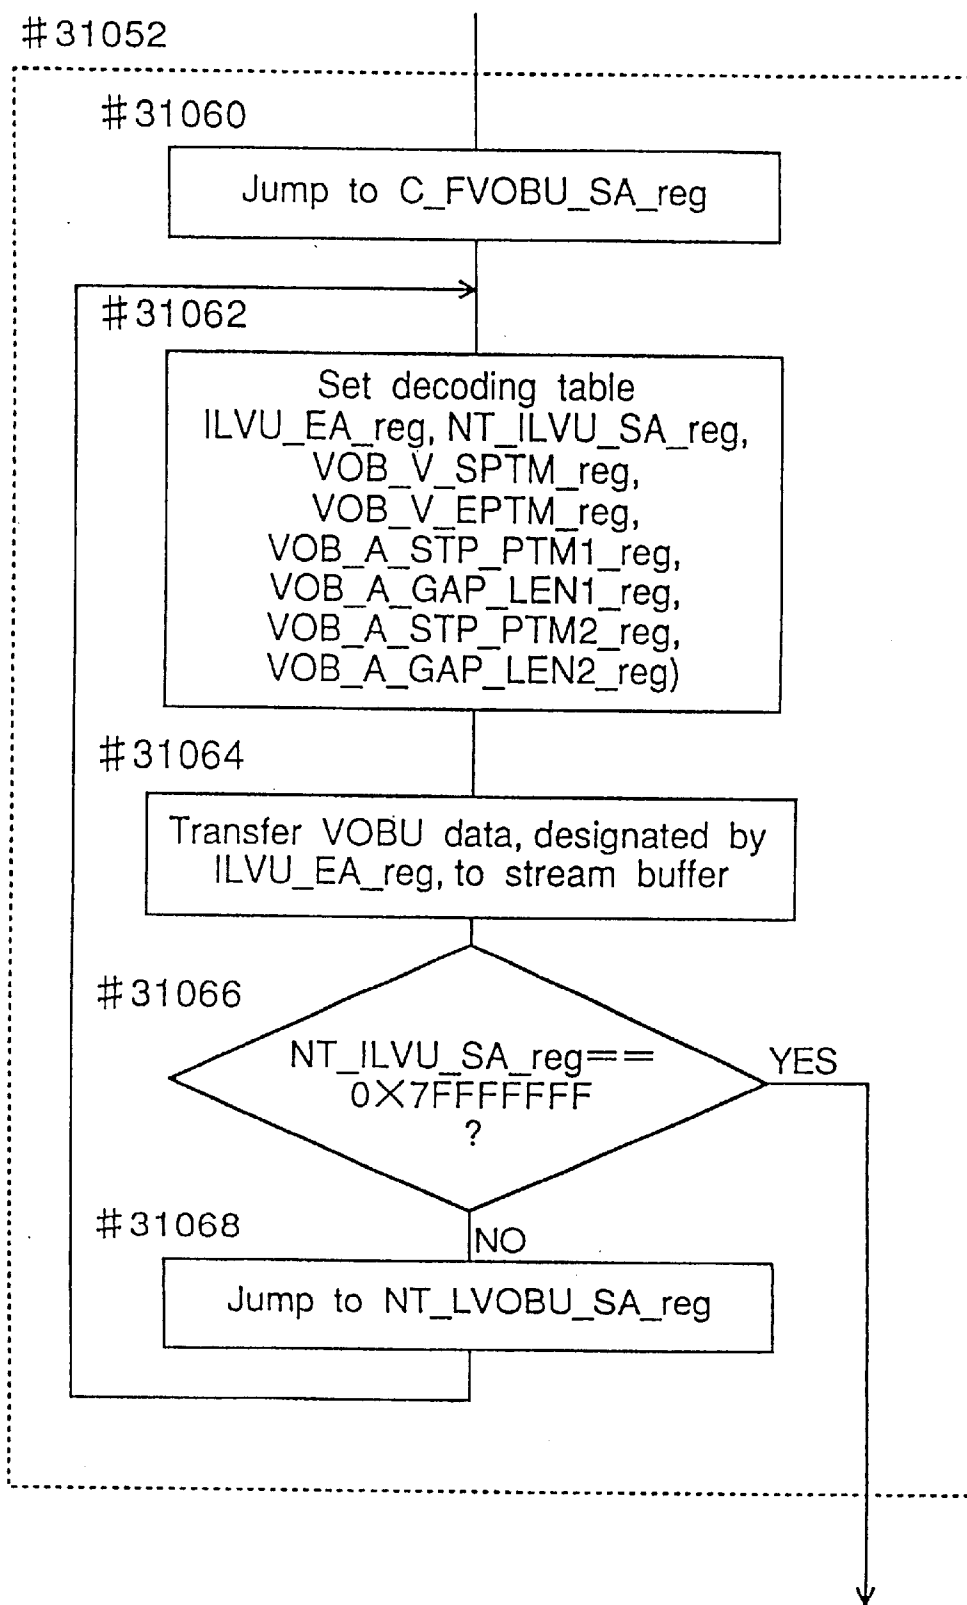 #31052
#31060
Jump to C_FVOBU_SA_reg
#31062
Set decoding table
ILVU_EA_reg, NT_ILVU_SA_reg,
VOB_V_SPTM_reg,
VOB_V_EPTM_reg,
VOB_A_STP_PTM1_reg,
VOB_A_GAP_LEN1_reg,
VOB_A_STP_PTM2_reg,
VOB_A_GAP_LEN2_reg)
#31064
Transfer VOBU data, designated by
ILVU_EA_reg, to stream buffer
#31066
NT_ILVU_SA_reg==
0X7FFFFFFF
?
YES
#31068
NO
Jump to NT_LVOBU_SA_reg